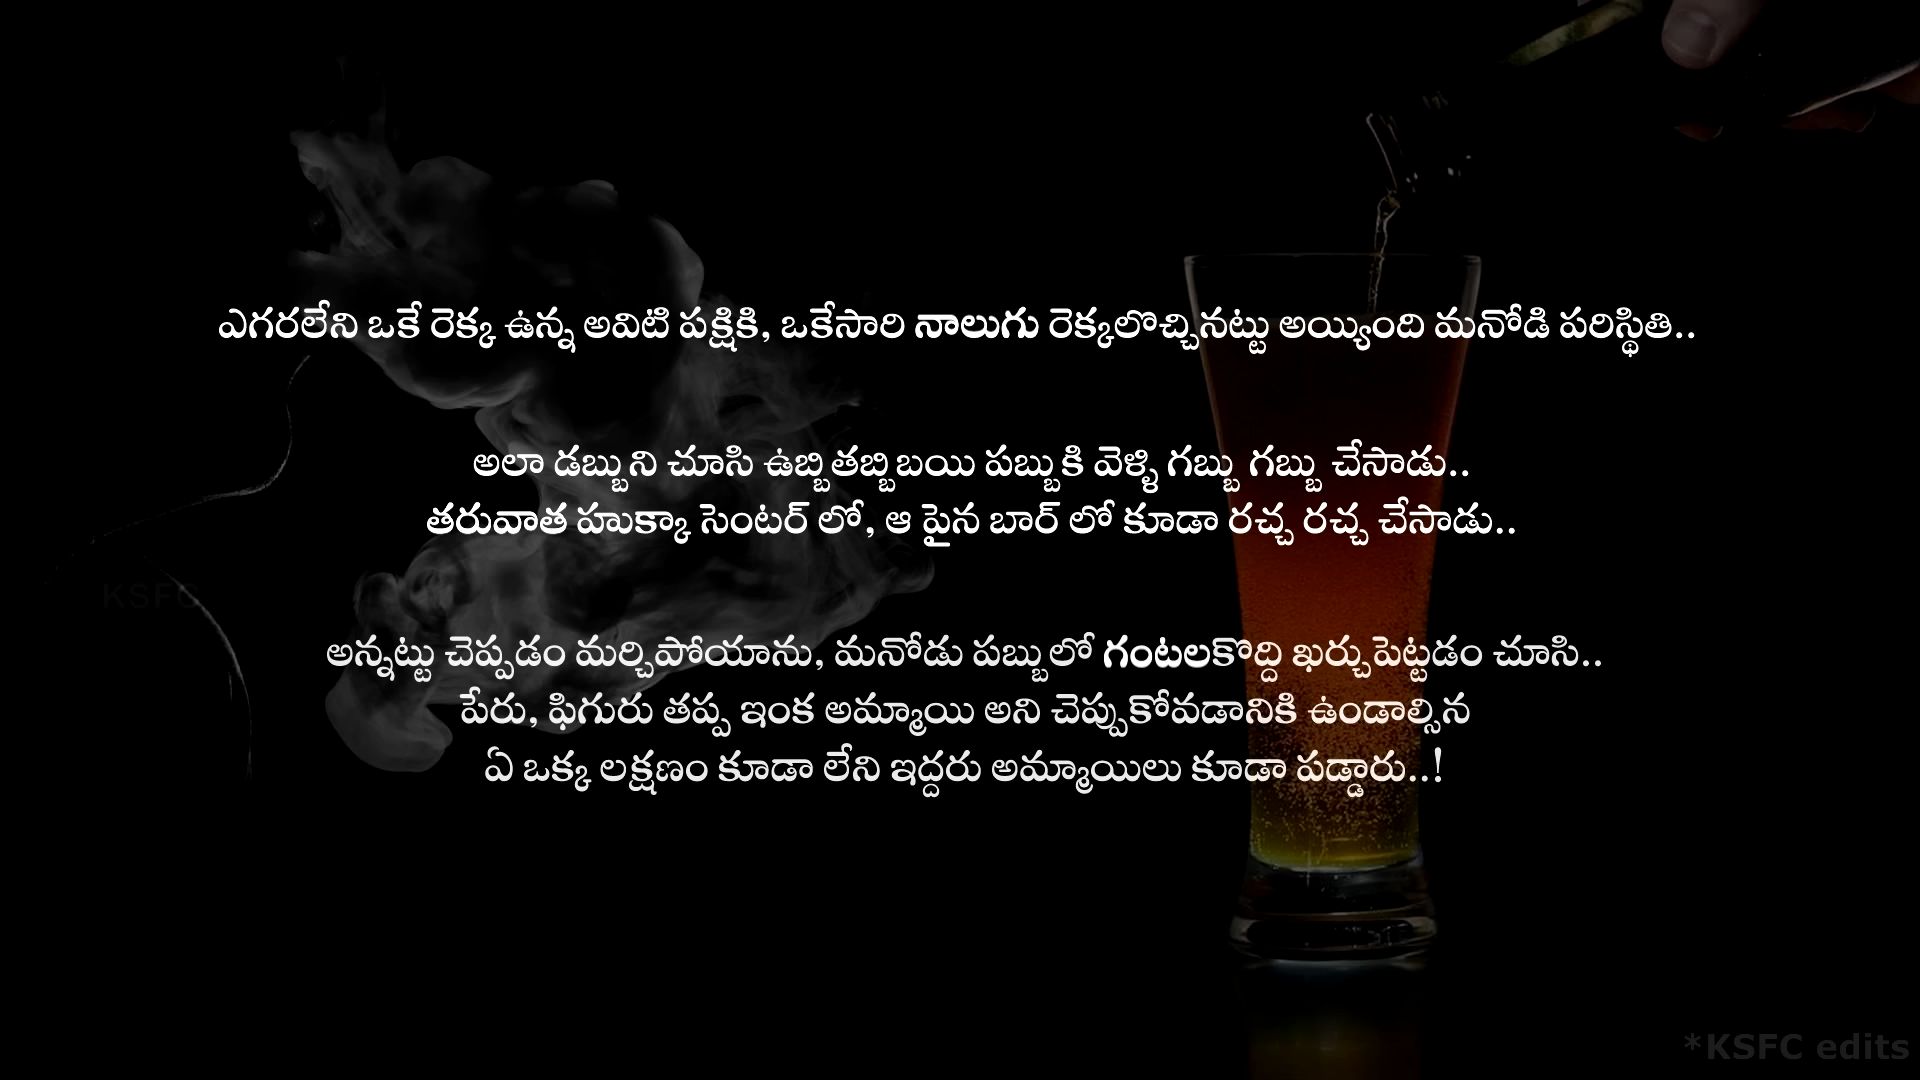 ఎగరలేని ఒకే రెక్క ఉన్న అవిటి పక్షికి, ఒకేసారి నాలుగు రెక్కలొచ్చినట్టు అయ్యింది మనోడి పరిస్థితి..
అలా డబ్బుని చూసి ఉబ్బితబ్బిబయి పబ్బుకి వెళ్ళి గబ్బు గబ్బు చేసాడు..
తరువాత హుక్కా సెంటర్ లో, ఆ పైన బార్ లో కూడా రచ్చ రచ్చ చేసాడు..
KSFC
అన్నట్టు చెప్పడం మర్చిపోయాను, మనోడు పబ్బులో గంటలకొద్ది ఖర్చుపెట్టడం చూసి..
పేరు, ఫిగురు తప్ప ఇంక అమ్మాయి అని చెప్పుకోవడానికి ఉండాల్సిన
ఏ ఒక్క లక్షణం కూడా లేని ఇద్దరు అమ్మాయిలు కూడా పడ్డారు..!
*KSFC edits